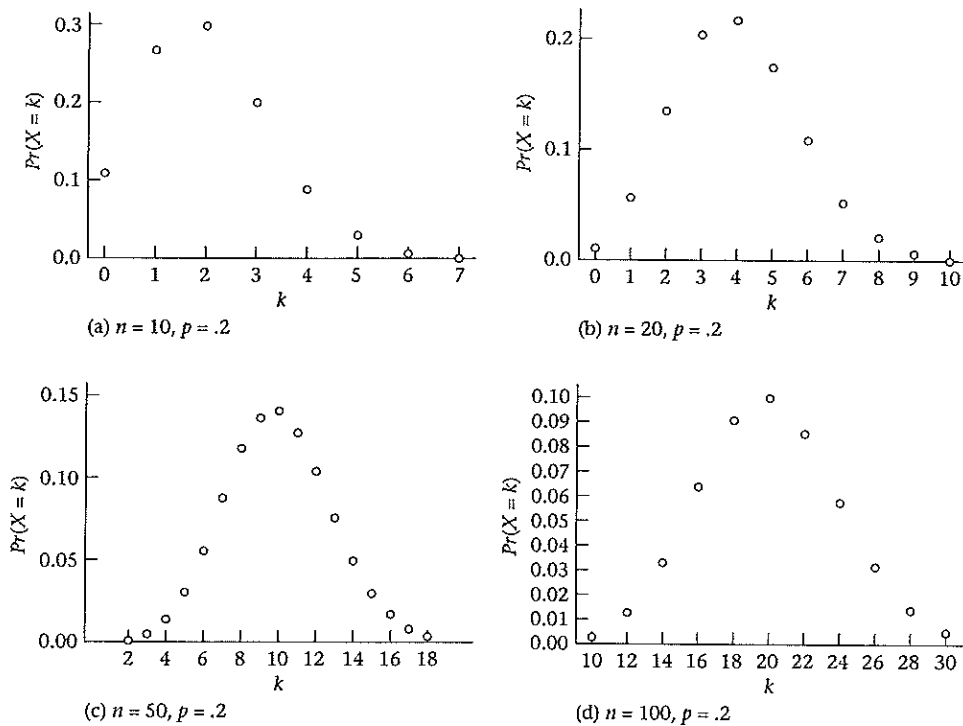 0.3
0.2
0.1
0.0
Pr(X = k)
0 1 2 3 4 5 6 7
k
(a) n = 10, p = .2
0.2
0.1
0.0
Pr(X = k)
0 1 2 3 4 5 6 7 8 9 10
k
(b) n = 20, p = .2
0.15
0.10
0.05
0.00
Pr(X = k)
2 4 6 8 10 12 14 16 18
k
(c) n = 50, p = .2
0.10
0.09
0.08
0.07
0.06
0.05
0.04
0.03
0.02
0.01
0.00
Pr(X = k)
10 12 14 16 18 20 22 24 26 28 30
k
(d) n = 100, p = .2